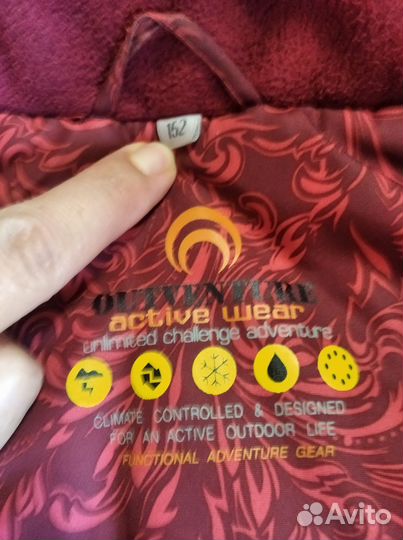 152
OUTVENTURE
active wear
unlimited challenge adventure
CLIMATE CONTROLLED & DESIGNED
FOR AN ACTIVE OUTDOOR LIFE
FUNCTIONAL ADVENTURE GEAR
Avito